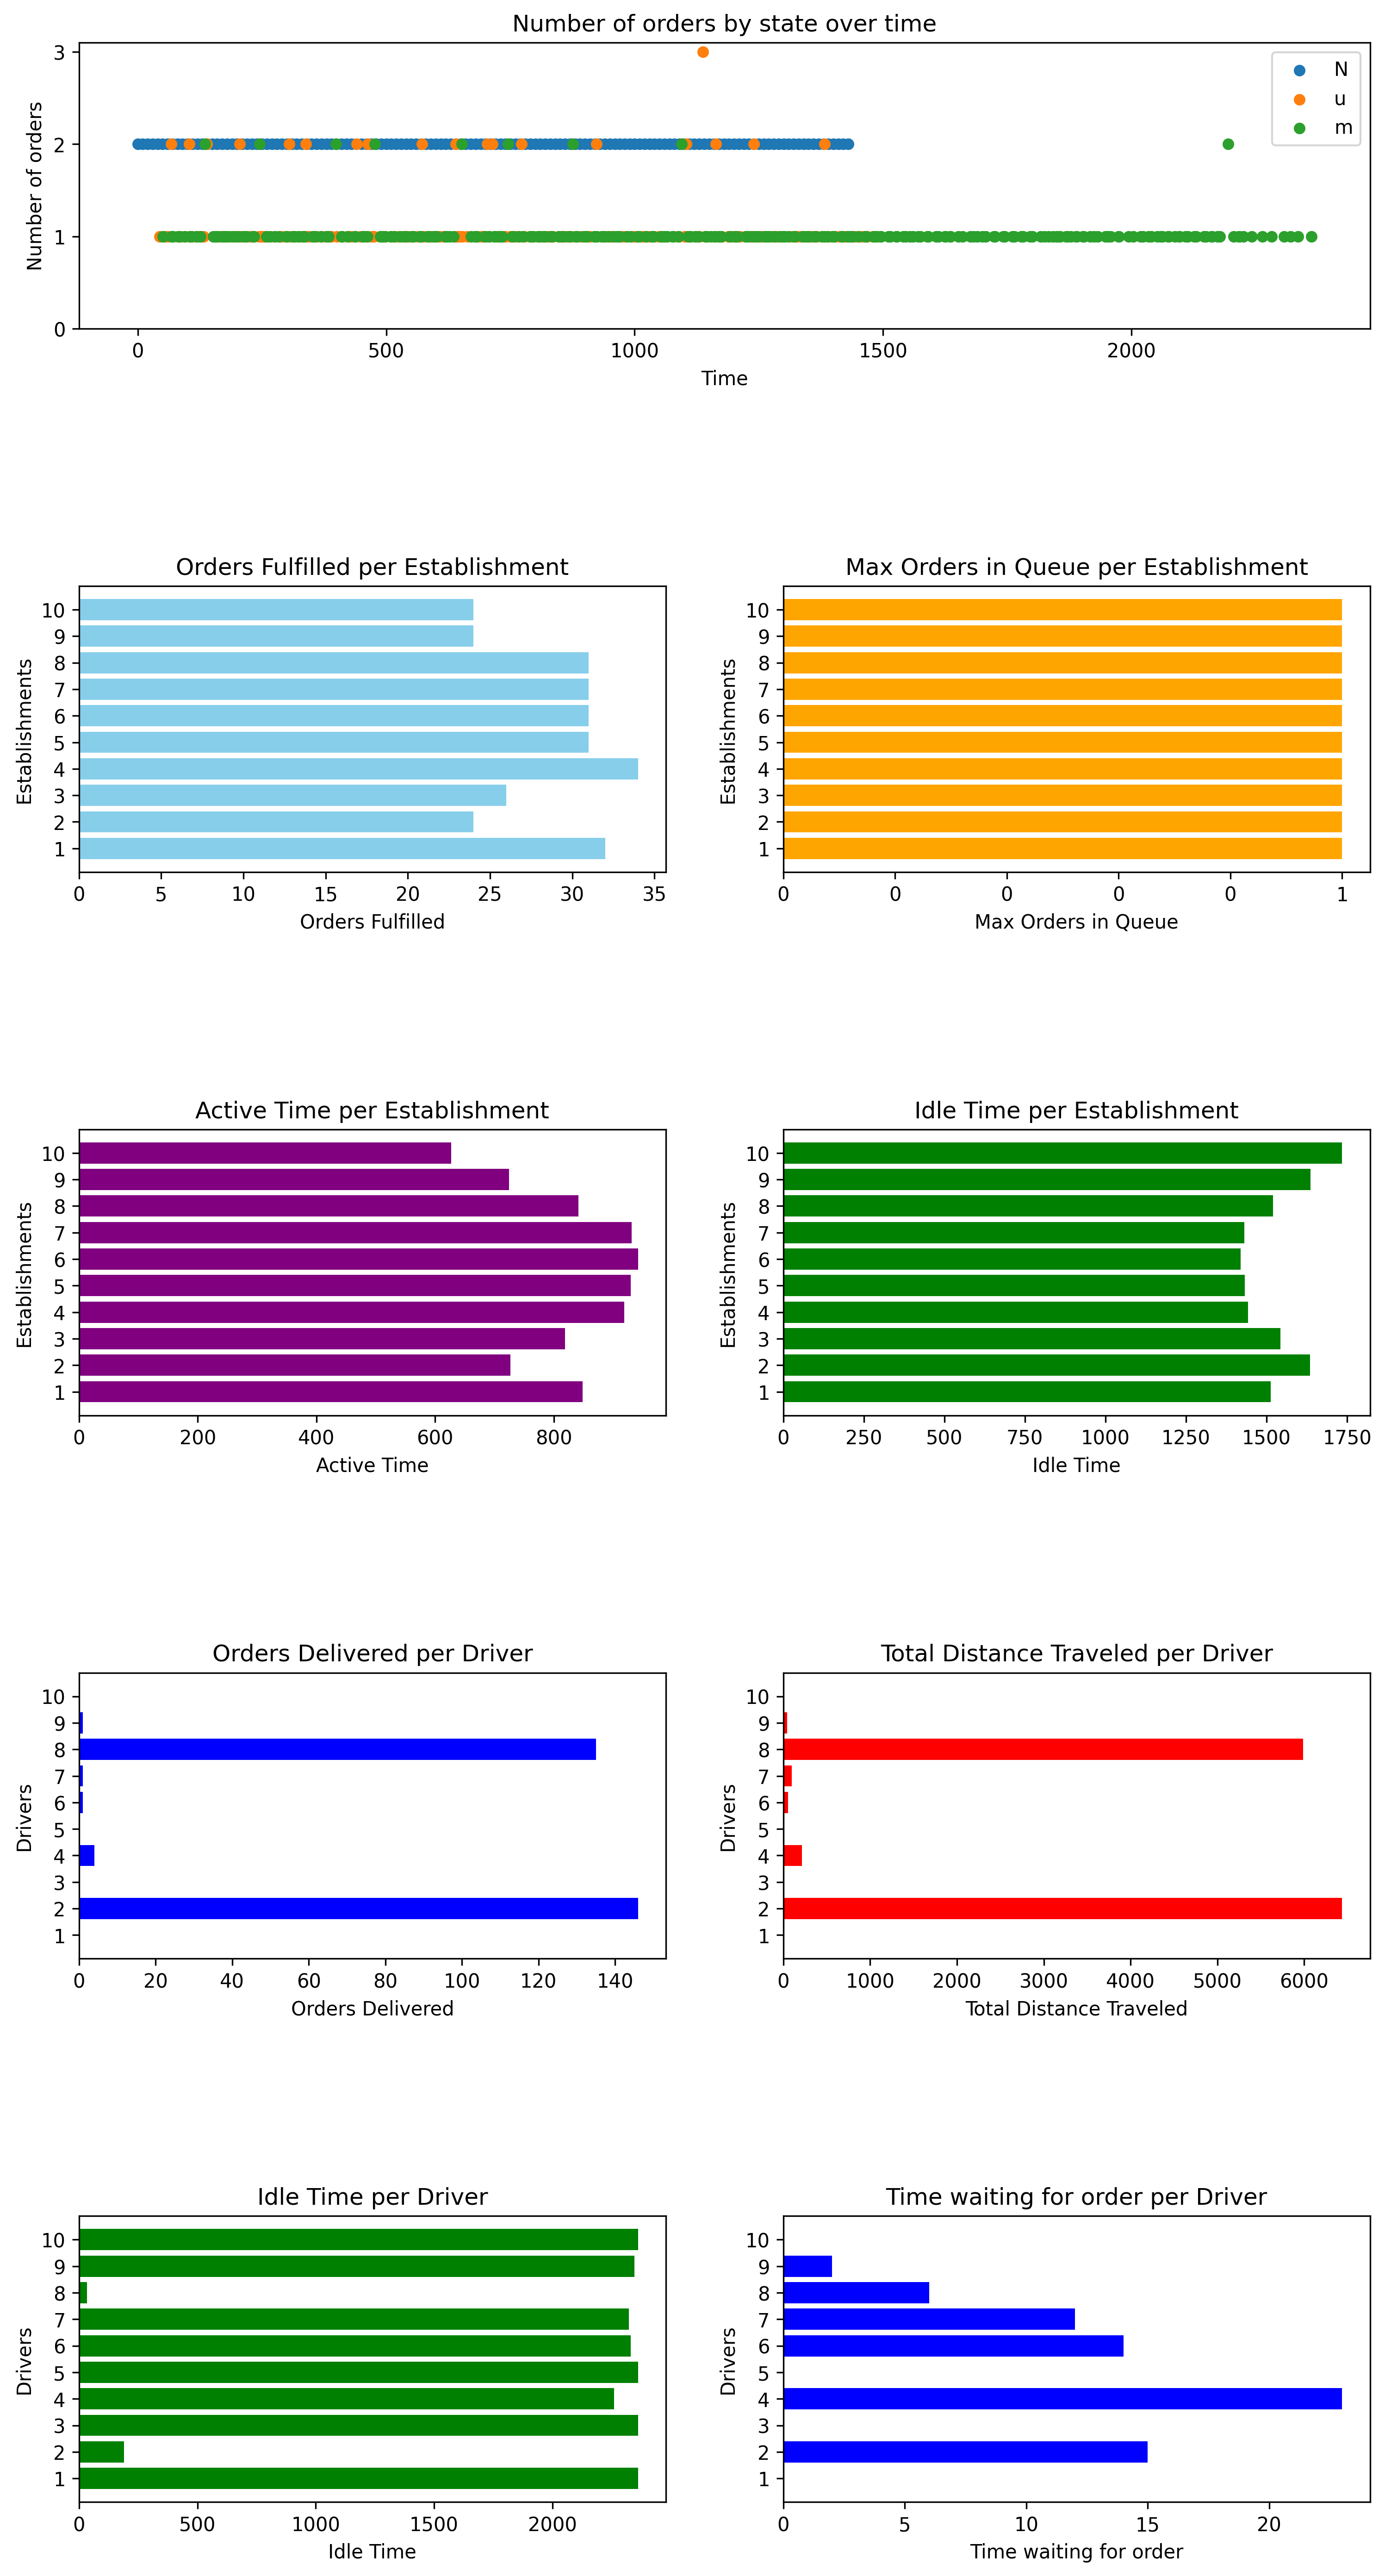 Number of orders by state over time
Number of orders
3
2
1
0
N
u
m
0 500 1000 1500 2000
Time
Orders Fulfilled per Establishment
Establishments
10
9
8
7
6
5
4
3
2
1
0 5 10 15 20 25 30 35
Orders Fulfilled
Max Orders in Queue per Establishment
Establishments
10
9
8
7
6
5
4
3
2
1
0 0 0 0 0 1
Max Orders in Queue
Active Time per Establishment
Establishments
10
9
8
7
6
5
4
3
2
1
0 200 400 600 800
Active Time
Idle Time per Establishment
Establishments
10
9
8
7
6
5
4
3
2
1
0 250 500 750 1000 1250 1500 1750
Idle Time
Orders Delivered per Driver
Drivers
10
9
8
7
6
5
4
3
2
1
0 20 40 60 80 100 120 140
Orders Delivered
Total Distance Traveled per Driver
Drivers
10
9
8
7
6
5
4
3
2
1
0 1000 2000 3000 4000 5000 6000
Total Distance Traveled
Idle Time per Driver
Drivers
10
9
8
7
6
5
4
3
2
1
0 500 1000 1500 2000
Idle Time
Time waiting for order per Driver
Drivers
10
9
8
7
6
5
4
3
2
1
0 5 10 15 20
Time waiting for order